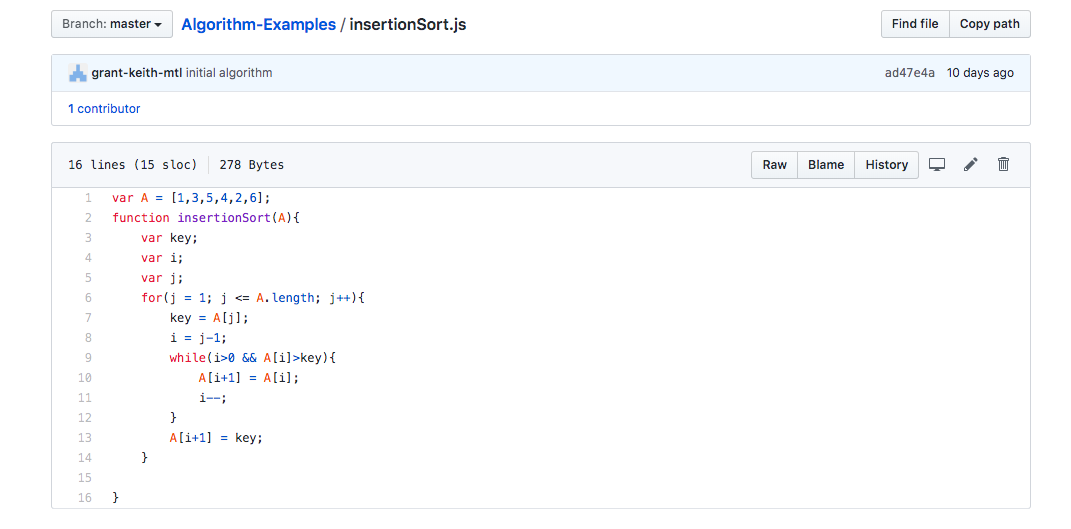 Branch: master
Algorithm-Examples / insertionSort.js
Find file
Copy path
grant-keith-mtl initial algorithm
ad47e4a 10 days ago
1 contributor
16 lines (15 sloc) 278 Bytes
Raw
Blame
History
1 var A = [1,3,5,4,2,6];
2 function insertionSort(A){
3     var key;
4     var i;
5     var j;
6     for(j = 1; j <= A.length; j++){
7         key = A[j];
8         i = j-1;
9         while(i>0 && A[i]>key){
10             A[i+1] = A[i];
11             i--;
12         }
13         A[i+1] = key;
14     }
15
16 }